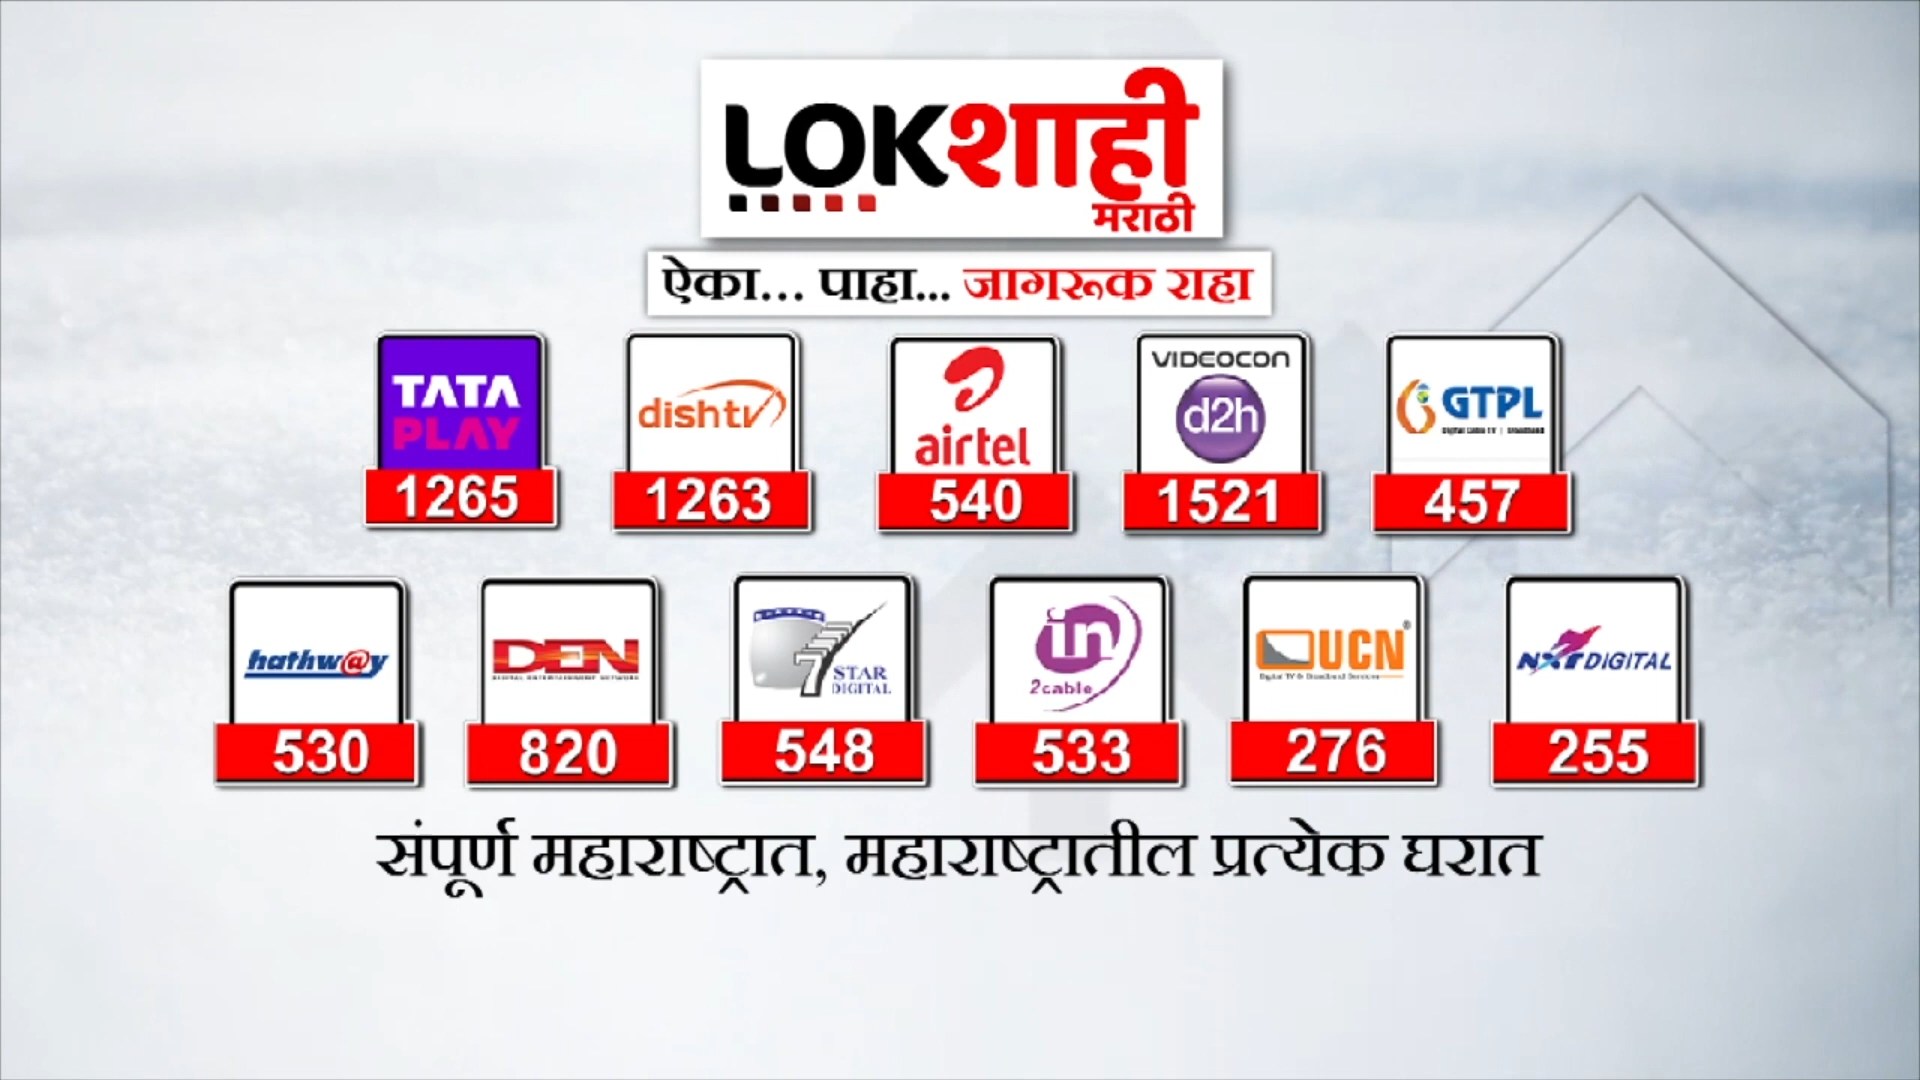 LOKशाही
मराठी
ऐका... पाहा... जागरूक राहा
TATA PLAY
dishtv
airtel
VIDEOCON d2h
GTPL
1265 1263 540 1521 457
hathw@y
DEN
7 STAR DIGITAL
in 2cable
UCN
NXT DIGITAL
530 820 548 533 276 255
संपूर्ण महाराष्ट्रात, महाराष्ट्रातील प्रत्येक घरात